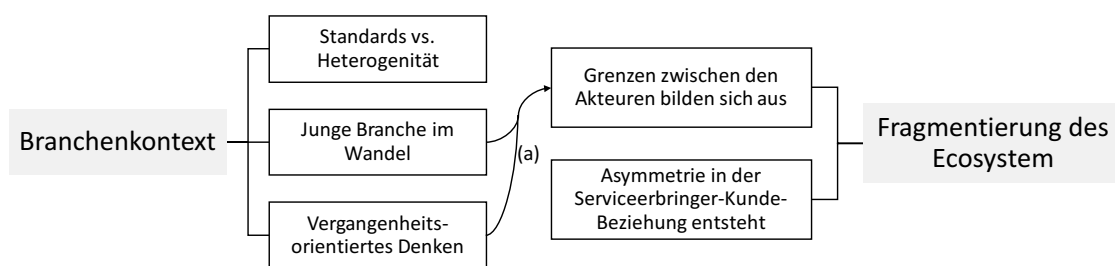 Branchenkontext
Standards vs.
Heterogenität
Junge Branche im
Wandel
Vergangenheits-
orientiertes Denken
(a)
Grenzen zwischen den
Akteuren bilden sich aus
Asymmetrie in der
Serviceerbringer-Kunde-
Beziehung entsteht
Fragmentierung des
Ecosystem